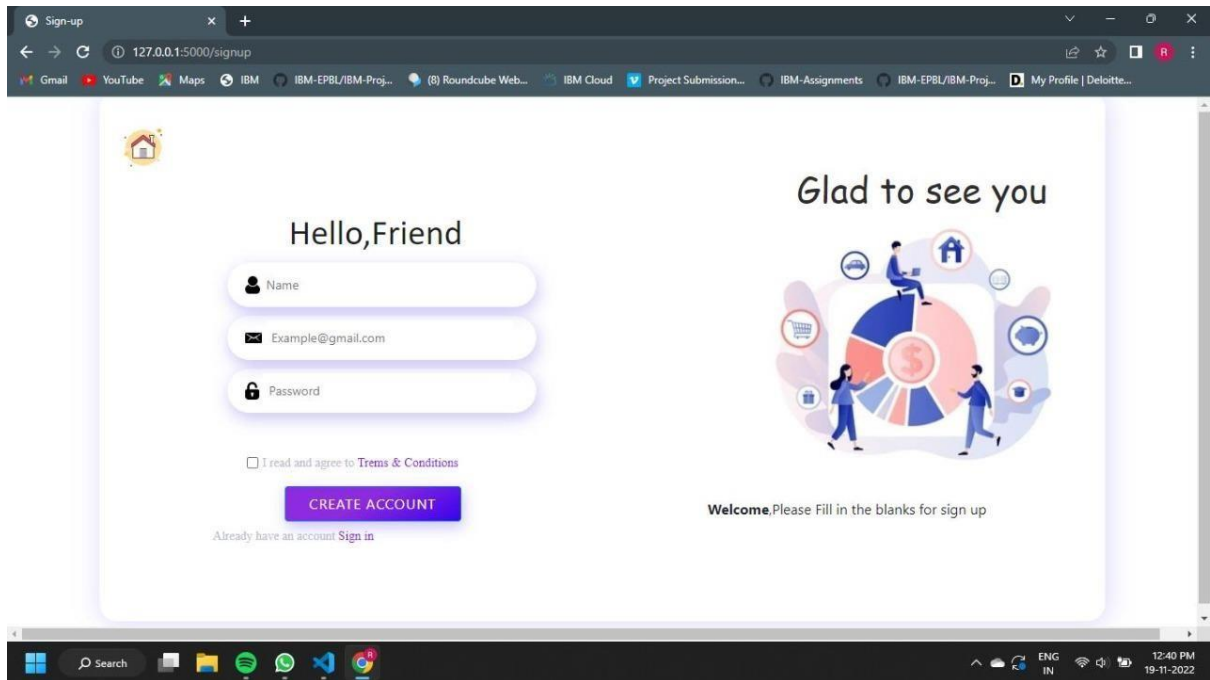 Sign-up
127.0.0.1:5000/signup
R
Gmail YouTube Maps IBM IBM-EPBL/IBM-Proj... (8) Roundcube Web... IBM Cloud Project Submission... IBM-Assignments IBM-EPBL/IBM-Proj... D. My Profile | Deloitte...
Glad to see you
Hello,Friend
Name
Example@gmail.com
Password
$
I read and agree to Trems & Conditions
CREATE ACCOUNT
Already have an account Sign in
Welcome,Please Fill in the blanks for sign up
Search
R
ENG
IN
12:40 PM
19-11-2022